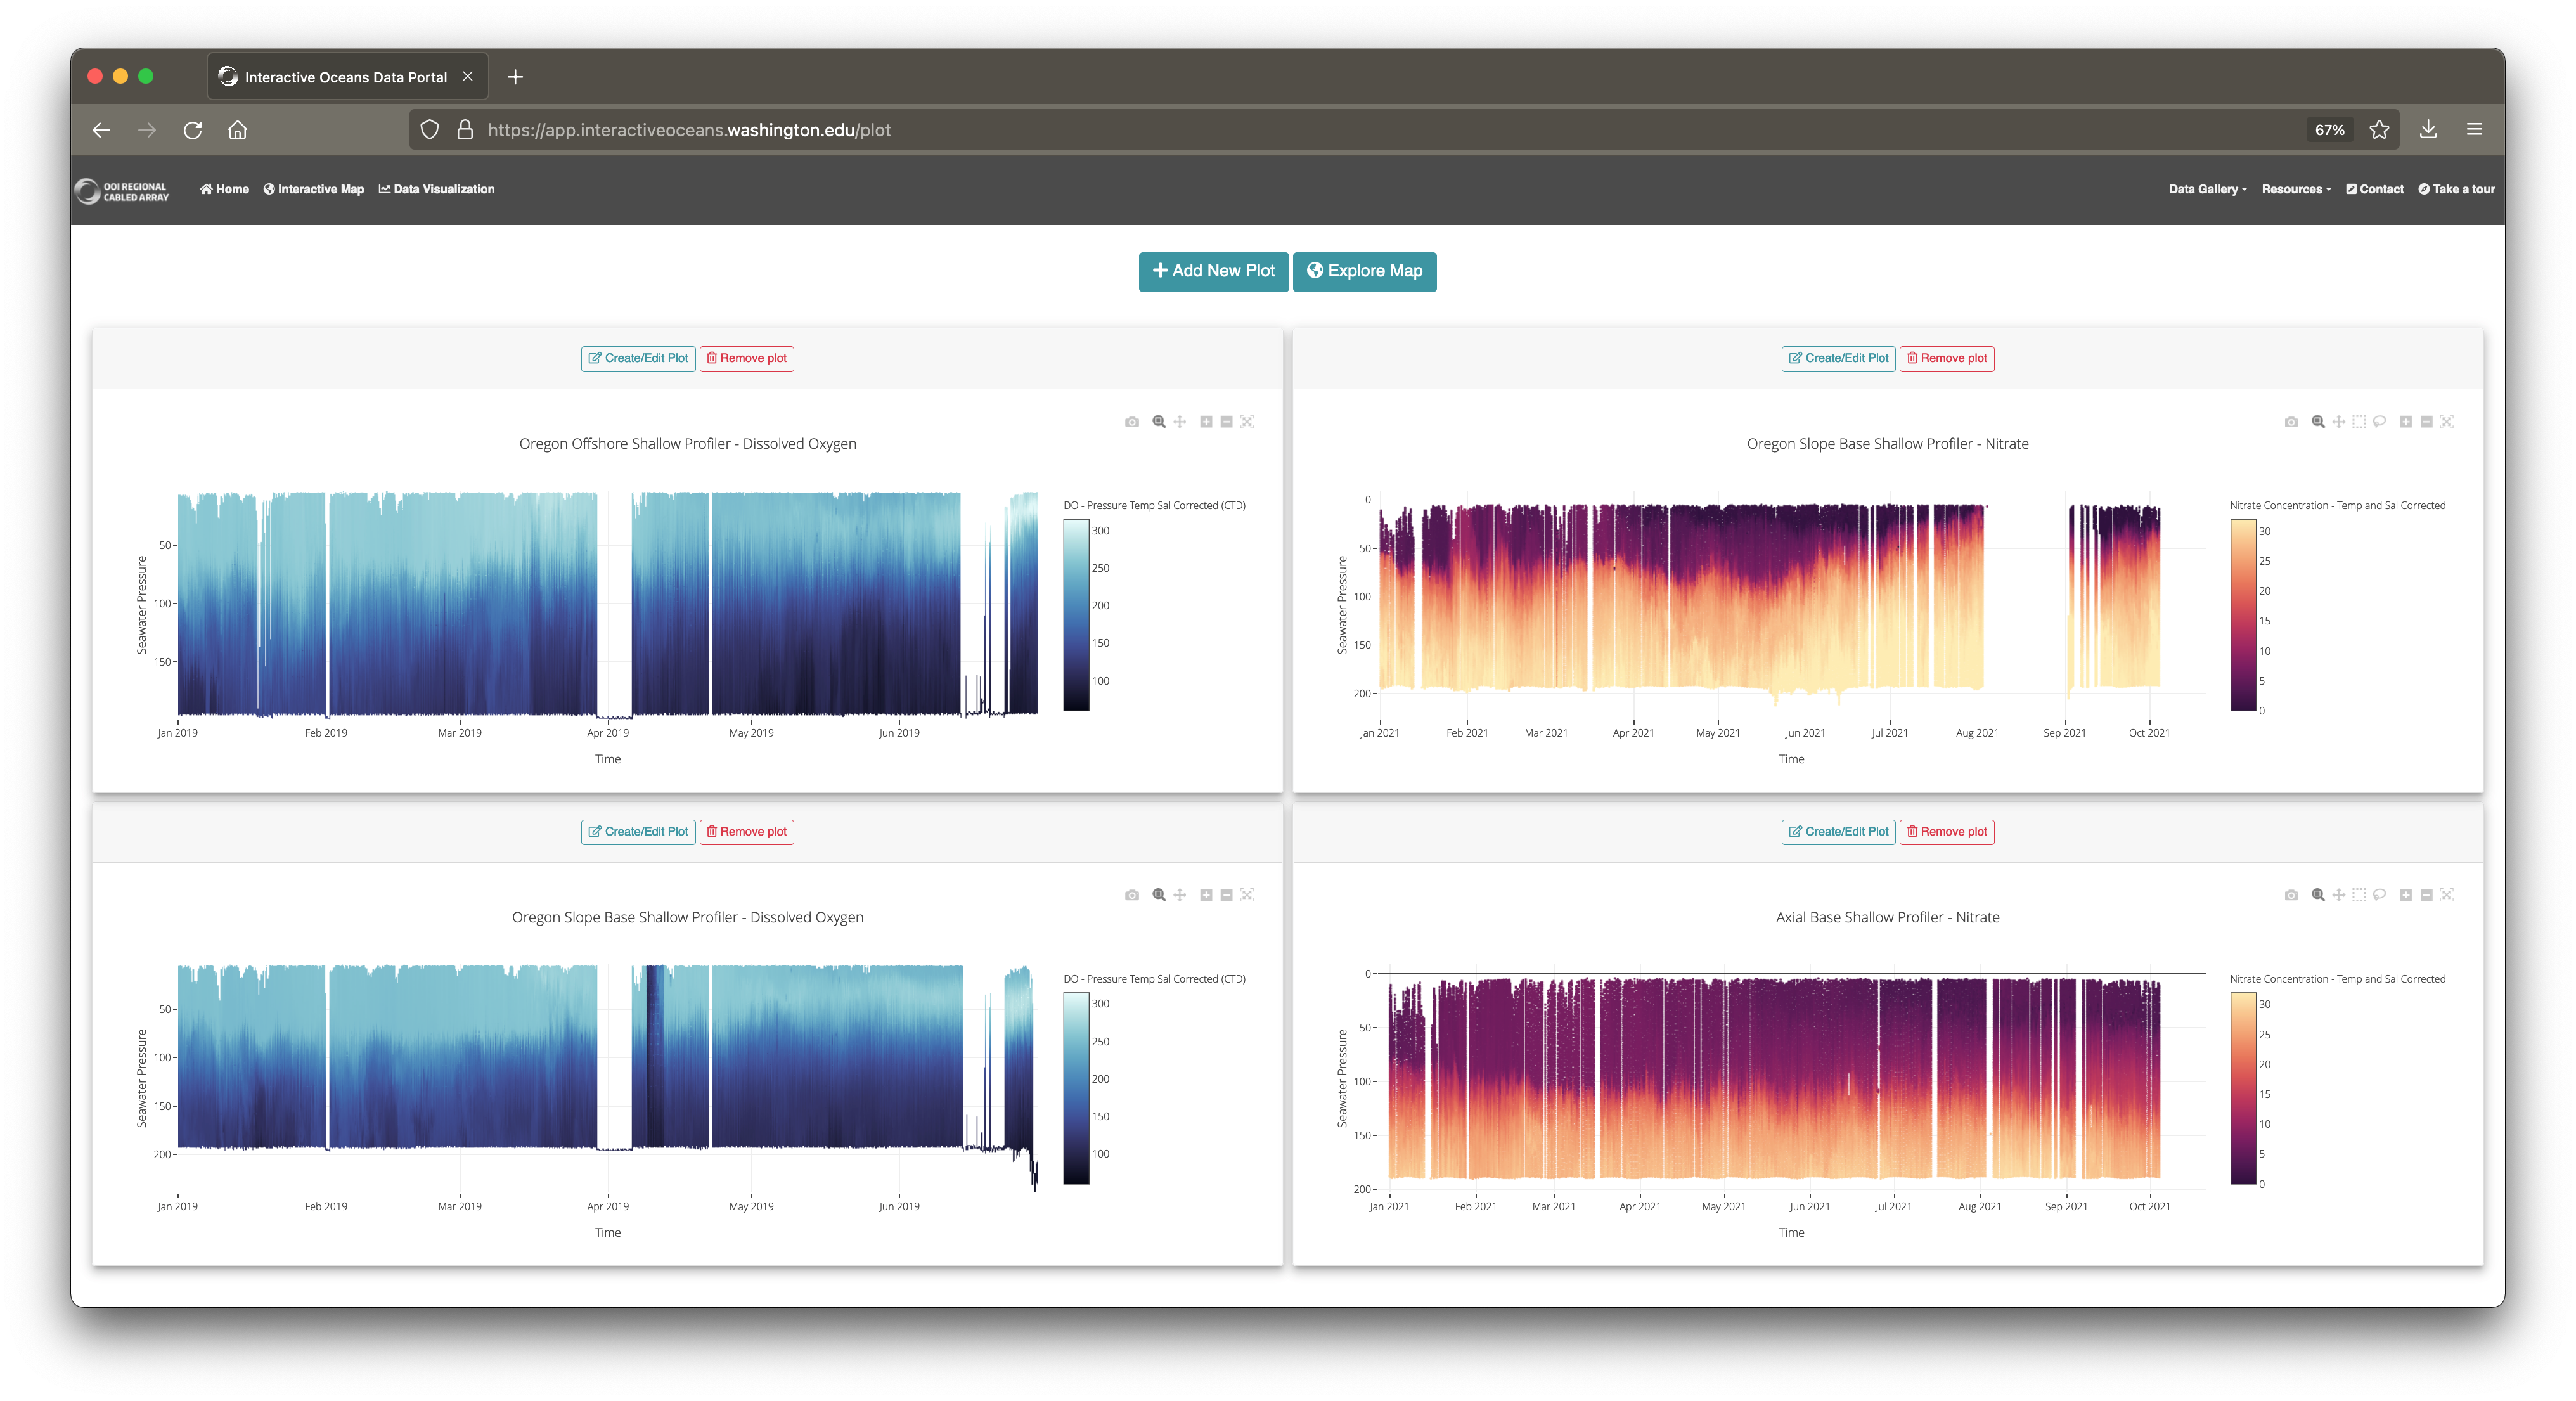 Interactive Oceans Data Portal
https://app.interactiveoceans.washington.edu/plot
67%
OOI REGIONAL
CABLED ARRAY
Home
Interactive Map
Data Visualization
Data Gallery
Resources
Contact
Take a tour
Add New Plot
Explore Map
Create/Edit Plot
Remove plot
Oregon Offshore Shallow Profiler - Dissolved Oxygen
DO - Pressure Temp Sal Corrected (CTD)
Seawater Pressure
50
100
150
300
250
200
150
100
Jan 2019
Feb 2019
Mar 2019
Apr 2019
May 2019
Jun 2019
Time
Create/Edit Plot
Remove plot
Oregon Slope Base Shallow Profiler - Nitrate
Nitrate Concentration - Temp and Sal Corrected
Seawater Pressure
0
50
100
150
200
30
25
20
15
10
5
0
Jan 2021
Feb 2021
Mar 2021
Apr 2021
May 2021
Jun 2021
Jul 2021
Aug 2021
Sep 2021
Oct 2021
Time
Create/Edit Plot
Remove plot
Oregon Slope Base Shallow Profiler - Dissolved Oxygen
DO - Pressure Temp Sal Corrected (CTD)
Seawater Pressure
50
100
150
200
300
250
200
150
100
Jan 2019
Feb 2019
Mar 2019
Apr 2019
May 2019
Jun 2019
Time
Create/Edit Plot
Remove plot
Axial Base Shallow Profiler - Nitrate
Nitrate Concentration - Temp and Sal Corrected
Seawater Pressure
0
50
100
150
200
30
25
20
15
10
5
0
Jan 2021
Feb 2021
Mar 2021
Apr 2021
May 2021
Jun 2021
Jul 2021
Aug 2021
Sep 2021
Oct 2021
Time